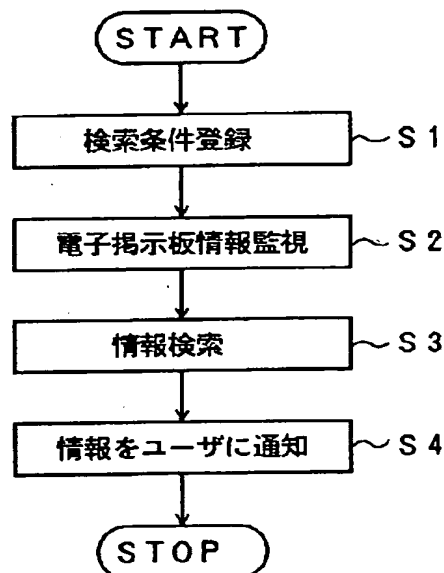 START
検索条件登録 S1
電子掲示板情報監視 S2
情報検索 S3
情報をユーザに通知 S4
STOP